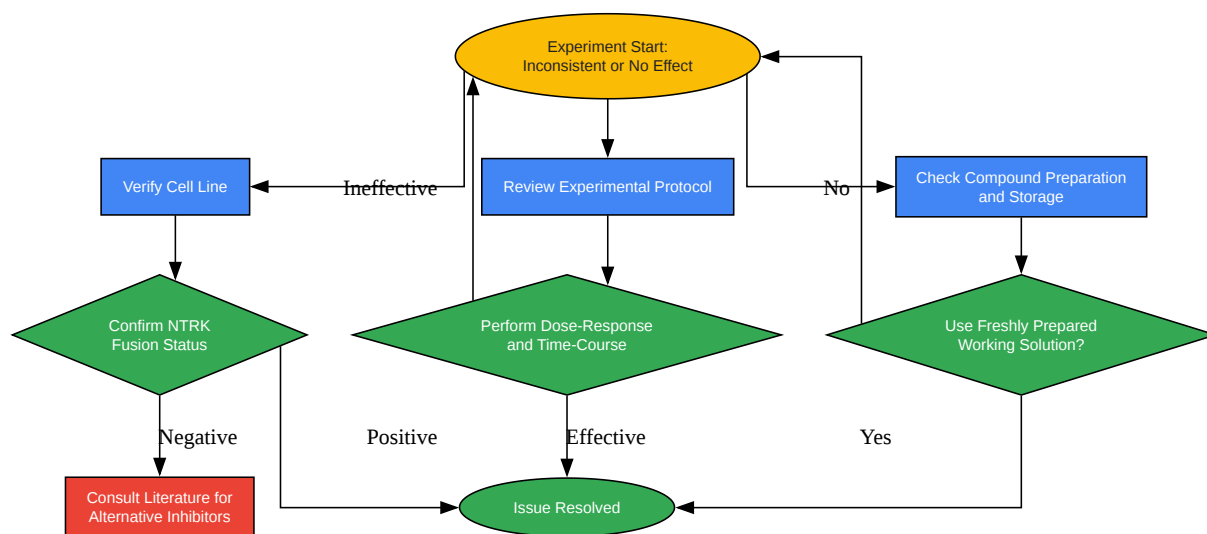 Experiment Start:
Inconsistent or No Effect
Verify Cell Line
Ineffective
Review Experimental Protocol
No
Check Compound Preparation
and Storage
Confirm NTRK
Fusion Status
Perform Dose-Response
and Time-Course
Use Freshly Prepared
Working Solution?
Negative
Positive
Effective
Yes
Consult Literature for
Alternative Inhibitors
Issue Resolved